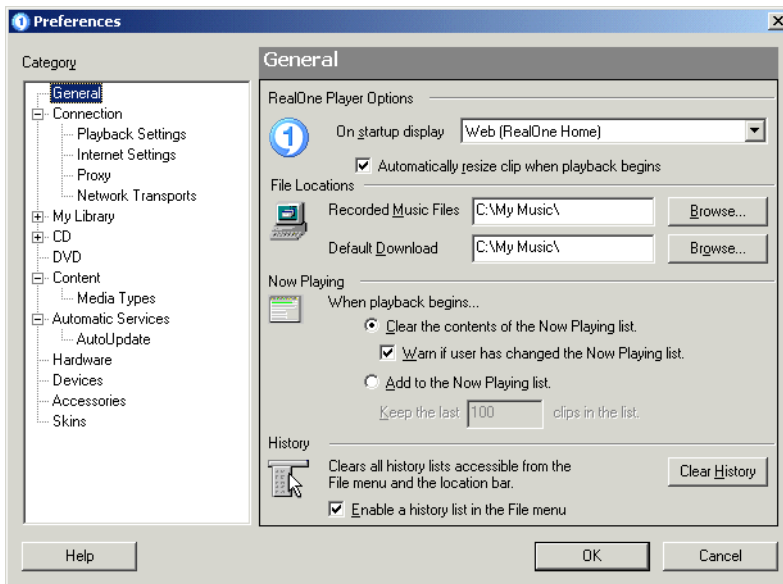 Preferences
Category
General
Connection
Playback Settings
Internet Settings
Proxy
Network Transports
My Library
CD
DVD
Content
Media Types
Automatic Services
AutoUpdate
Hardware
Devices
Accessories
Skins
General
RealOne Player Options
On startup display Web (RealOne Home)
Automatically resize clip when playback begins
File Locations
Recorded Music Files C:\My Music\ Browse...
Default Download C:\My Music\ Browse...
Now Playing
When playback begins...
Clear the contents of the Now Playing list.
Warn if user has changed the Now Playing list.
Add to the Now Playing list.
Keep the last 100 clips in the list.
History
Clears all history lists accessible from the
File menu and the location bar.
Clear History
Enable a history list in the File menu
Help OK Cancel